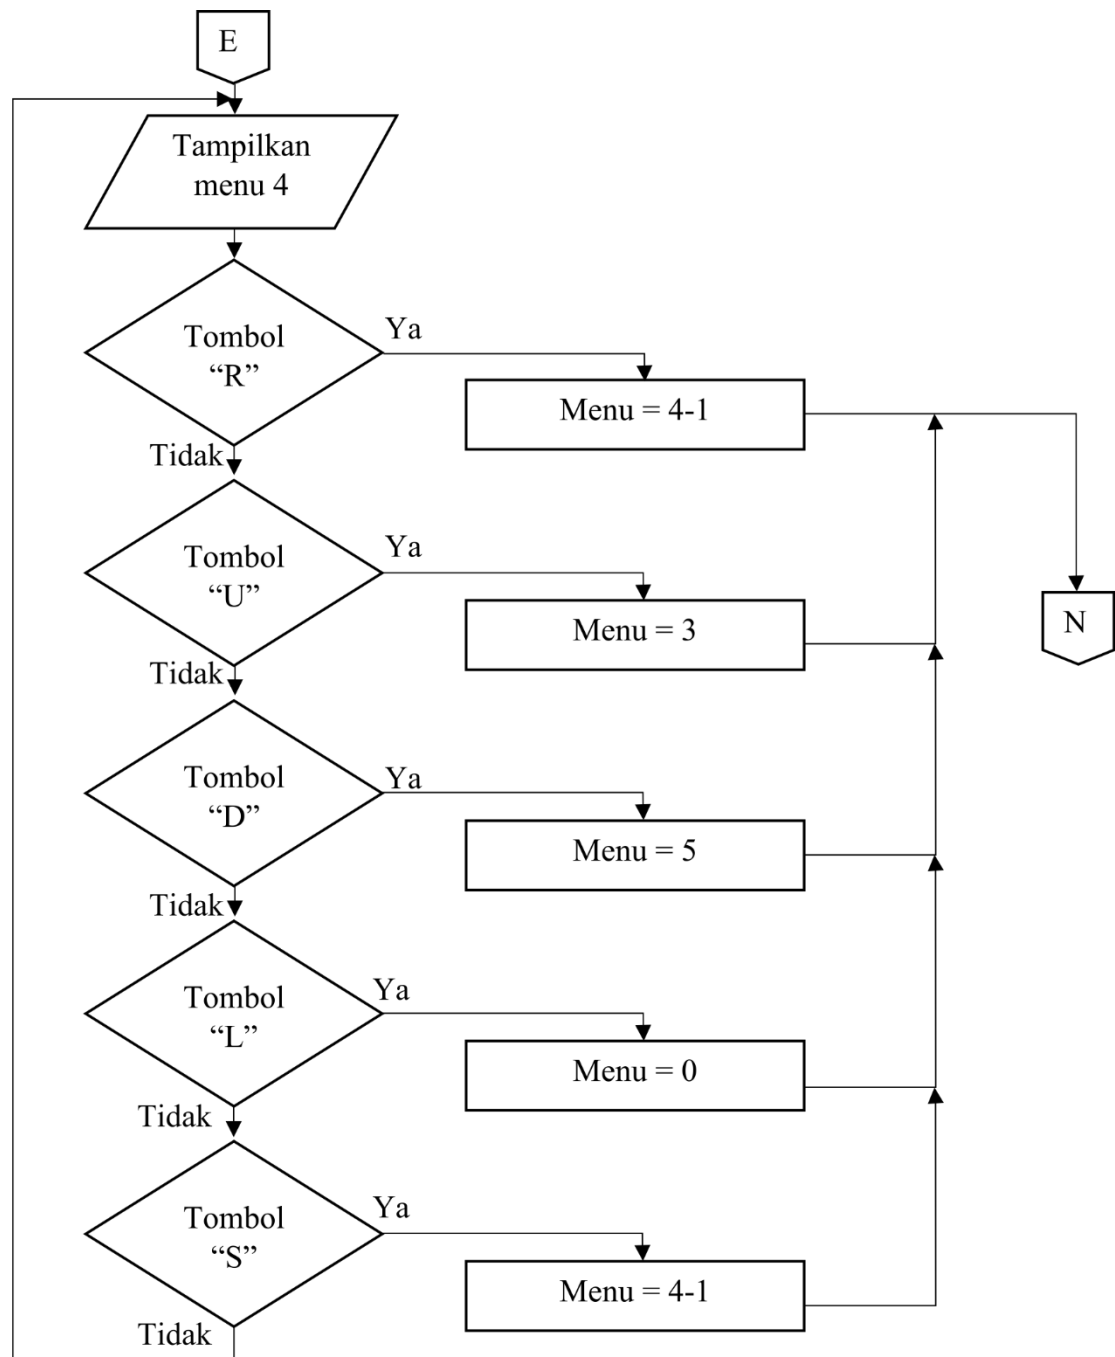 E
Tampilkan
menu 4
Tombol
“R”
Ya
Menu = 4-1
Tidak
Tombol
“U”
Ya
Menu = 3
N
Tidak
Tombol
“D”
Ya
Menu = 5
Tidak
Tombol
“L”
Ya
Menu = 0
Tidak
Tombol
“S”
Ya
Menu = 4-1
Tidak